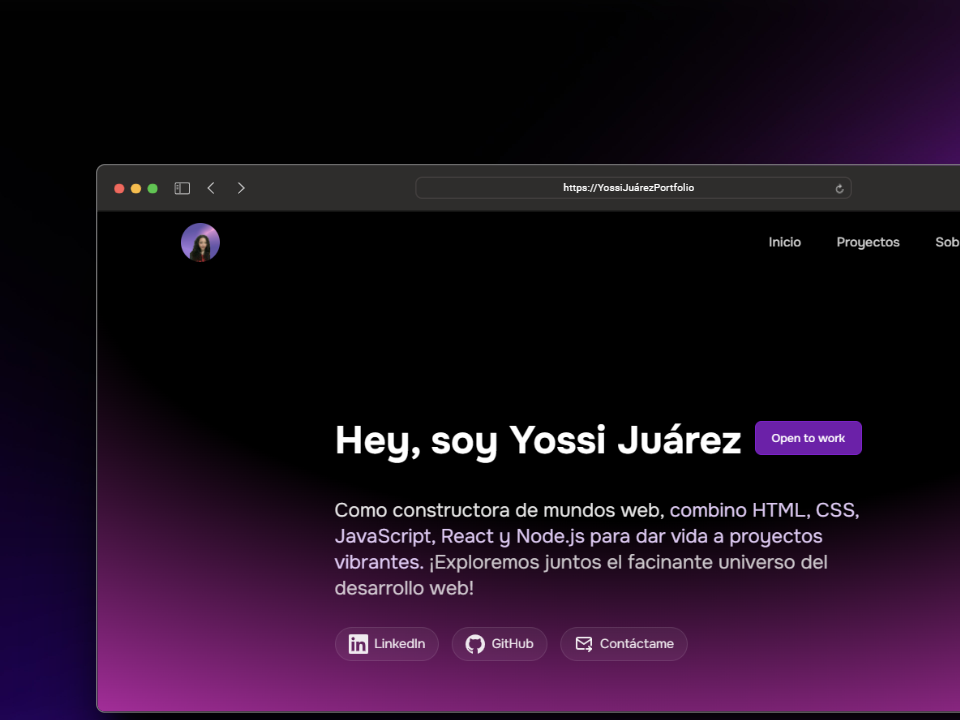 https://YossiJuárezPortfolio
Inicio Proyectos Sob
Hey, soy Yossi Juárez
Open to work
Como constructora de mundos web, combino HTML, CSS,
JavaScript, React y Node.js para dar vida a proyectos
vibrantes. ¡Exploremos juntos el facinante universo del
desarrollo web!
LinkedIn GitHub Contáctame